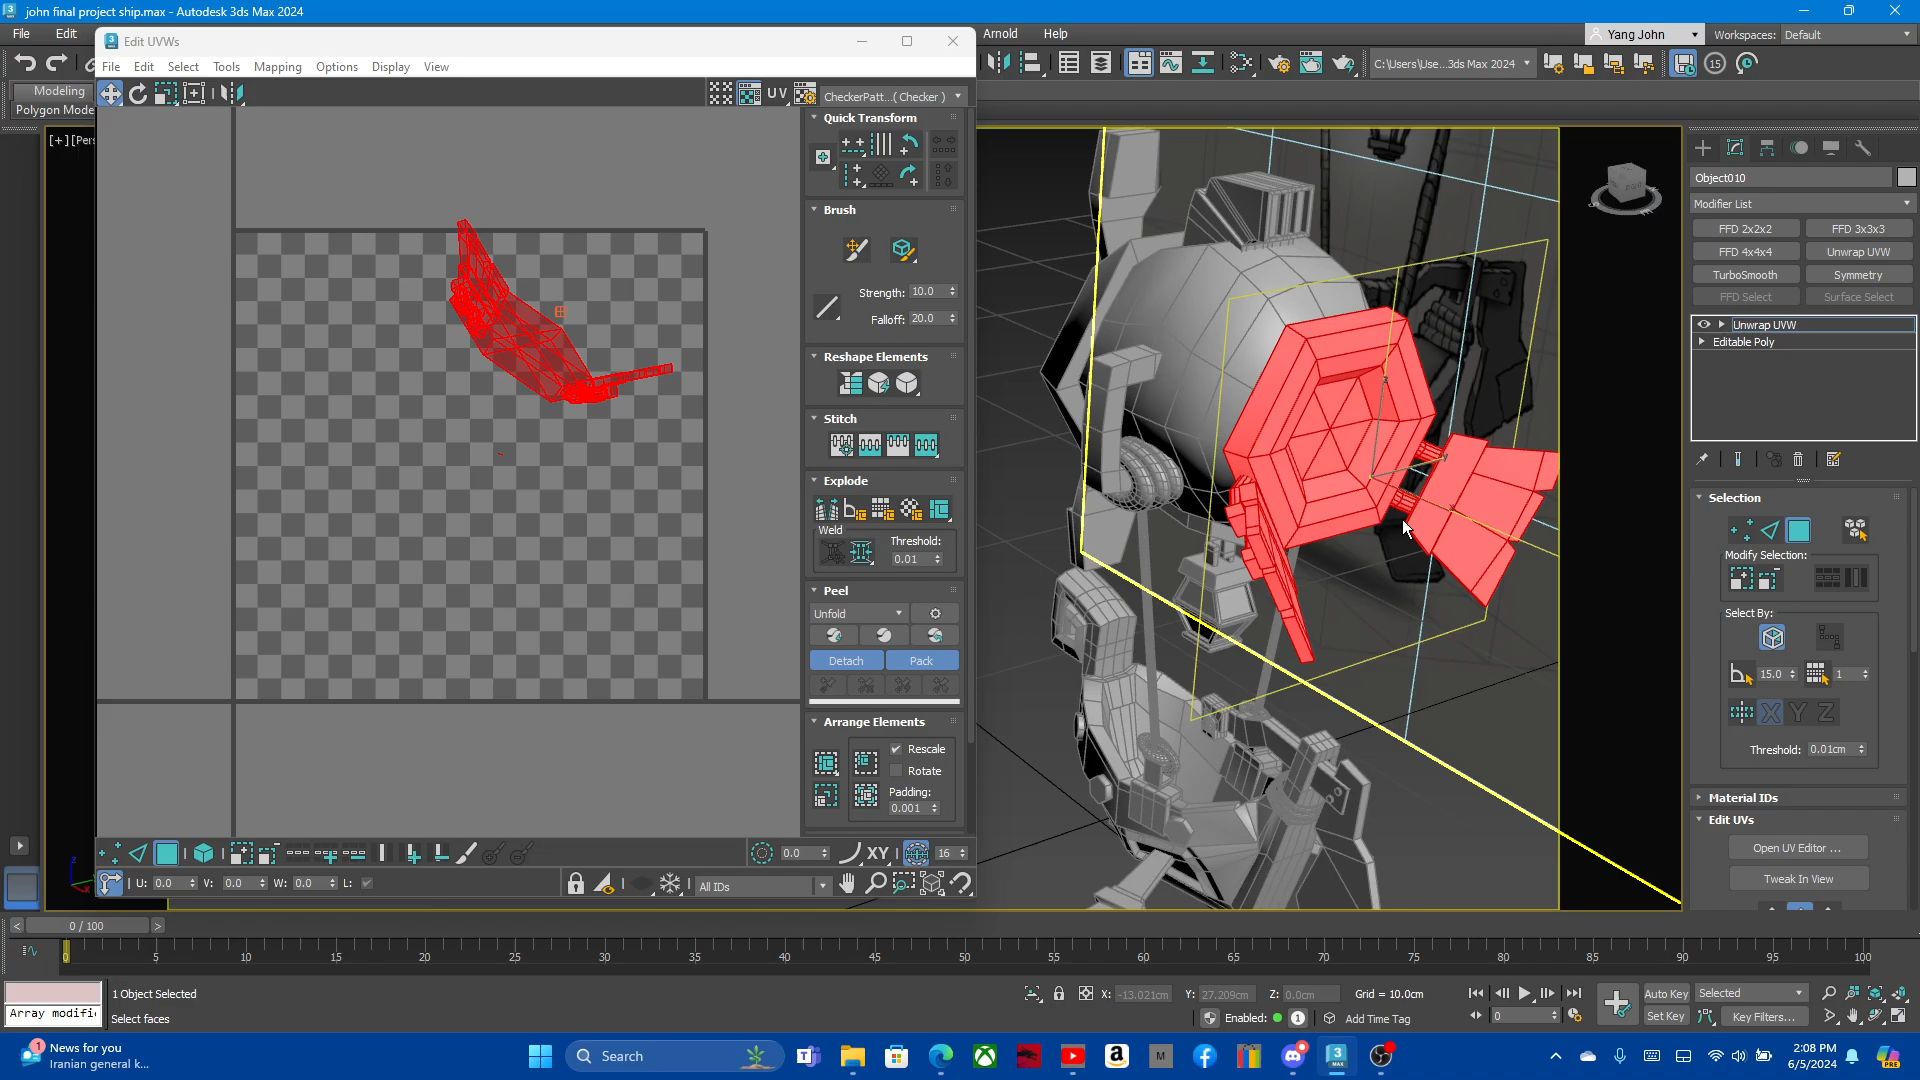 john final project ship.max - Autodesk 3ds Max 2024
File Edit Arnold Help Yang John Workspaces: Default
Edit UVWs
File Edit Select Tools Mapping Options Display View
C:\Users\Use...3ds Max 2024
Modeling
Polygon Mode
UV CheckerPatt...( Checker )
[+][Pers
Quick Transform
Brush
Strength: 10.0
Falloff: 20.0
Reshape Elements
Stitch
Explode
Weld
Threshold:
0.01
Peel
Unfold
Detach Pack
Arrange Elements
Rescale
Rotate
Padding:
0.001
0.0 XY 16
U: 0.0 V: 0.0 W: 0.0 L: All IDs
15
Object010
Modifier List
FFD 2x2x2 FFD 3x3x3
FFD 4x4x4 Unwrap UVW
TurboSmooth Symmetry
FFD Select Surface Select
Unwrap UVW
Editable Poly
Selection
Modify Selection:
Select By:
15.0 1
X Y Z
Threshold: 0.01cm
Material IDs
Edit UVs
Open UV Editor ...
Tweak In View
< 0 / 100 >
0 5 10 15 20 25 30 35 40 45 50 55 60 65 70 75 80 85 90 95 100
1 Object Selected
Array modifi
Select faces
X: -13.021cm Y: 27.209cm Z: 0.0cm Grid = 10.0cm
Enabled: 1 Add Time Tag
0
Auto Key Selected
Set Key Key Filters...
1 News for you
Iranian general k...
Search
2:08 PM
6/5/2024